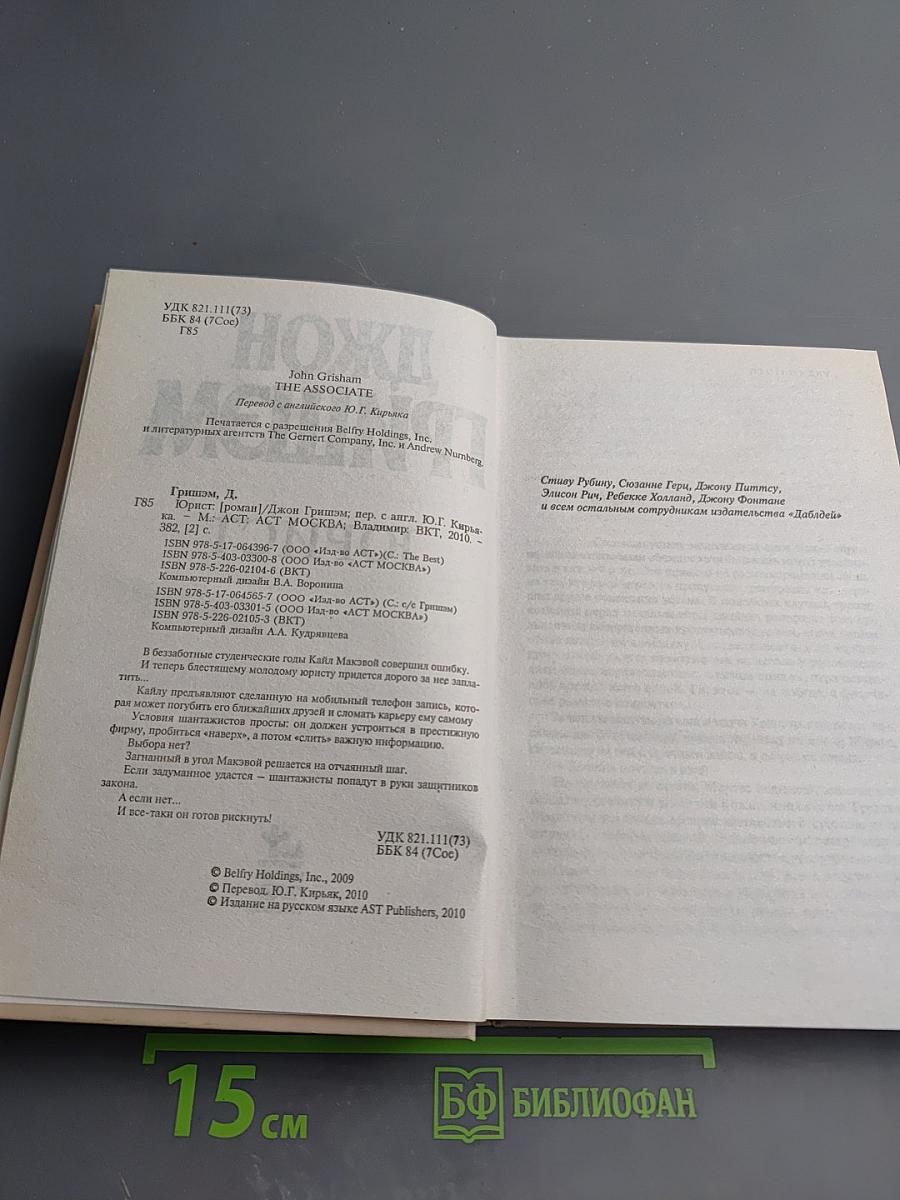 УДК 821.111(73)
ББК 84 (7Сое)
Г85
John Grisham
THE ASSOCIATE
Перевод с английского Ю.Г. Кирьяка
Печатается с разрешения Belfry Holdings, Inc.
и литературных агентств The Gernert Company, Inc. и Andrew Nurnberg.
Гришэм, Д.
Г85 Юрист: [роман]/Джон Гришэм; пер. с англ. Ю.Г. Кирья-
ка. – М.: АСТ: АСТ МОСКВА; Владимир: ВКТ, 2010. –
382, [2] с.
ISBN 978-5-17-064396-7 (ООО «Изд-во АСТ»)(С.: The Best)
ISBN 978-5-403-03300-8 (ООО Изд-во «АСТ МОСКВА»)
ISBN 978-5-226-02104-6 (ВКТ)
Компьютерный дизайн В.А. Воронина
ISBN 978-5-17-064565-7 (ООО «Изд-во АСТ») (С.: с/с Гришэм)
ISBN 978-5-403-03301-5 (ООО Изд-во «АСТ МОСКВА»)
ISBN 978-5-226-02105-3 (ВКТ)
Компьютерный дизайн А.А. Кудрявцева
В беззаботные студенческие годы Кайл Макэвой совершил ошибку.
И теперь блестящему молодому юристу придется дорого за нее запла-
тить...
Кайлу предъявляют сделанную на мобильный телефон запись, кото-
рая может погубить его ближайших друзей и сломать карьеру ему самому
Условия шантажистов просты: он должен устроиться в престижную
фирму, пробиться «наверх», а потом «слить» важную информацию.
Выбора нет?
Загнанный в угол Макэвой решается на отчаянный шаг.
Если задуманное удастся – шантажисты попадут в руки защитников
закона.
А если нет...
И все-таки он готов рискнуть!
УДК 821.111(73)
ББК 84 (7Сое)
© Belfry Holdings, Inc., 2009
© Перевод. Ю.Г. Кирьяк, 2010
© Издание на русском языке AST Publishers, 2010
Стиву Рубину, Сюзанне Герц, Джону Питтсу,
Элисон Рич, Ребекке Холланд, Джону Фонтане
и всем остальным сотрудникам издательства «Даблдей»
15 см
БФ БИБЛИОФАН